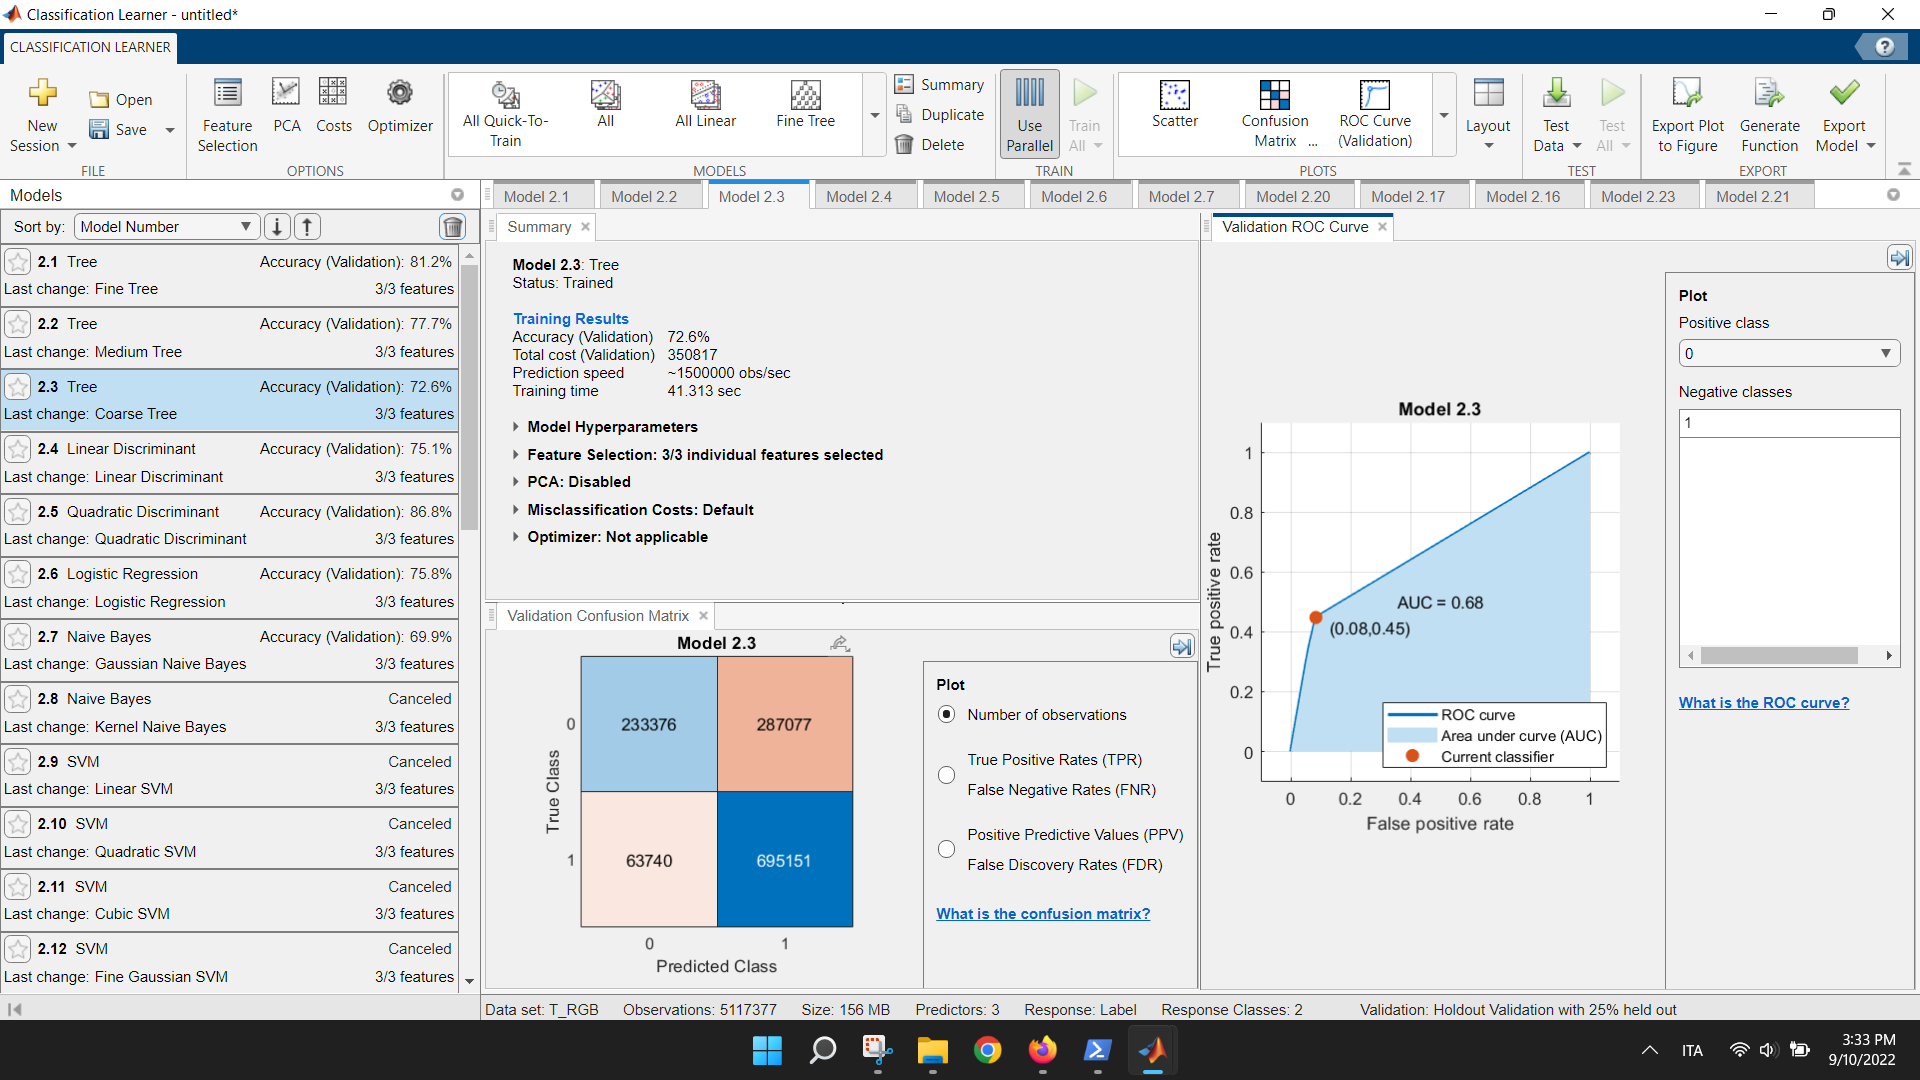 Classification Learner - untitled*
CLASSIFICATION LEARNER
New Session
Open
Save
FILE
Feature Selection
PCA
Costs
Optimizer
OPTIONS
All Quick-To-Train
All
All Linear
Fine Tree
Summary
Duplicate
Delete
MODELS
Use Parallel
Train All
TRAIN
Scatter
Confusion Matrix ...
ROC Curve (Validation)
PLOTS
Layout
Test Data
Test All
TEST
Export Plot to Figure
Generate Function
Export Model
EXPORT
Models
Sort by: Model Number
2.1 Tree Accuracy (Validation): 81.2%
Last change: Fine Tree 3/3 features
2.2 Tree Accuracy (Validation): 77.7%
Last change: Medium Tree 3/3 features
2.3 Tree Accuracy (Validation): 72.6%
Last change: Coarse Tree 3/3 features
2.4 Linear Discriminant Accuracy (Validation): 75.1%
Last change: Linear Discriminant 3/3 features
2.5 Quadratic Discriminant Accuracy (Validation): 86.8%
Last change: Quadratic Discriminant 3/3 features
2.6 Logistic Regression Accuracy (Validation): 75.8%
Last change: Logistic Regression 3/3 features
2.7 Naive Bayes Accuracy (Validation): 69.9%
Last change: Gaussian Naive Bayes 3/3 features
2.8 Naive Bayes Canceled
Last change: Kernel Naive Bayes 3/3 features
2.9 SVM Canceled
Last change: Linear SVM 3/3 features
2.10 SVM Canceled
Last change: Quadratic SVM 3/3 features
2.11 SVM Canceled
Last change: Cubic SVM 3/3 features
2.12 SVM Canceled
Last change: Fine Gaussian SVM 3/3 features
Model 2.1 Model 2.2 Model 2.3 Model 2.4 Model 2.5 Model 2.6 Model 2.7 Model 2.20 Model 2.17 Model 2.16 Model 2.23 Model 2.21
Summary
Model 2.3: Tree
Status: Trained
Training Results
Accuracy (Validation) 72.6%
Total cost (Validation) 350817
Prediction speed ~1500000 obs/sec
Training time 41.313 sec
Model Hyperparameters
Feature Selection: 3/3 individual features selected
PCA: Disabled
Misclassification Costs: Default
Optimizer: Not applicable
Validation Confusion Matrix
Model 2.3
True Class
0 233376 287077
1 63740 695151
0 1
Predicted Class
Plot
Number of observations
True Positive Rates (TPR)
False Negative Rates (FNR)
Positive Predictive Values (PPV)
False Discovery Rates (FDR)
What is the confusion matrix?
Validation ROC Curve
Model 2.3
True positive rate
1
0.8
0.6
0.4
0.2
0
AUC = 0.68
(0.08,0.45)
ROC curve
Area under curve (AUC)
Current classifier
0 0.2 0.4 0.6 0.8 1
False positive rate
Plot
Positive class
0
Negative classes
1
What is the ROC curve?
Data set: T_RGB Observations: 5117377 Size: 156 MB Predictors: 3 Response: Label Response Classes: 2 Validation: Holdout Validation with 25% held out
ITA
3:33 PM
9/10/2022